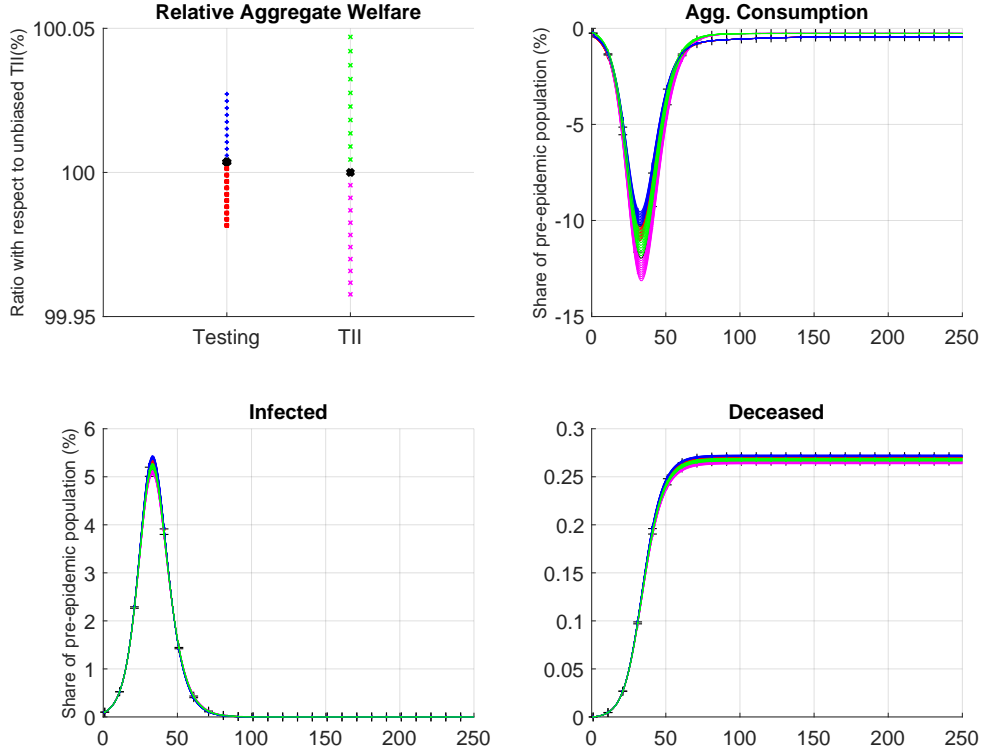 Relative Aggregate Welfare
Ratio with respect to unbiased TII(%)
100.05
100
99.95
Testing
TII
Agg. Consumption
Share of pre-epidemic population (%)
0
-5
-10
-15
0 50 100 150 200 250
Infected
Share of pre-epidemic population (%)
6
5
4
3
2
1
0
0 50 100 150 200 250
Deceased
0.3
0.25
0.2
0.15
0.1
0.05
0
0 50 100 150 200 250